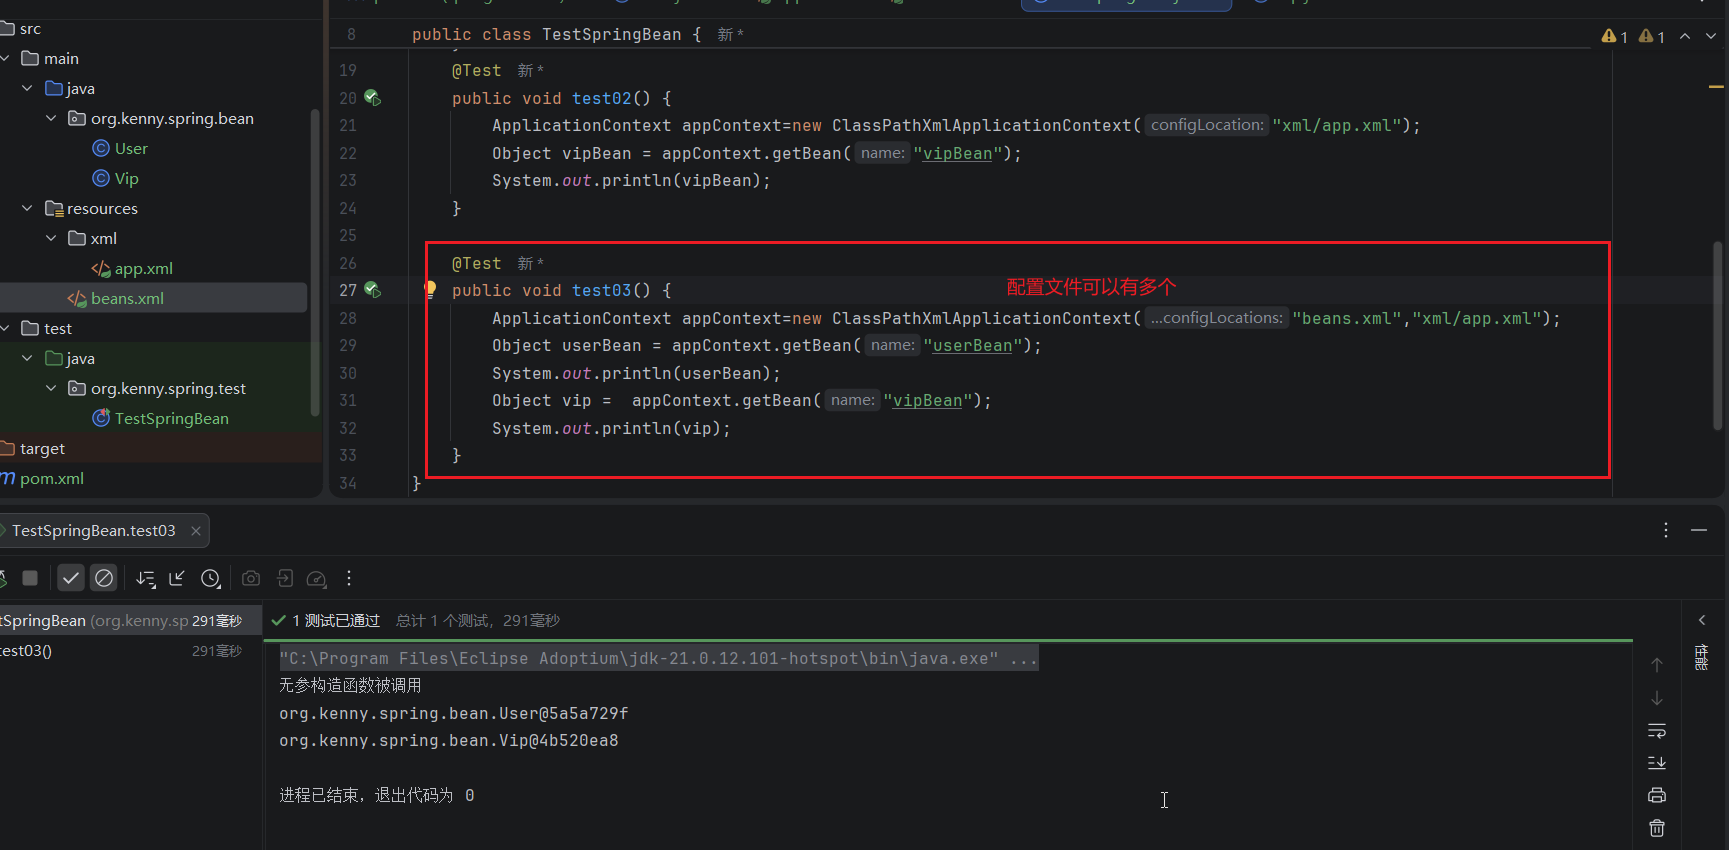 src
main
java
org.kenny.spring.bean
User
Vip
resources
xml
app.xml
beans.xml
test
java
org.kenny.spring.test
TestSpringBean
target
pom.xml
8 public class TestSpringBean { 新 *
1 1
19 @Test 新 *
20 public void test02() {
21 ApplicationContext appContext=new ClassPathXmlApplicationContext( configLocation: "xml/app.xml");
22 Object vipBean = appContext.getBean( name: "vipBean");
23 System.out.println(vipBean);
24 }
25
26 @Test 新 *
27 public void test03() { 配置文件可以有多个
28 ApplicationContext appContext=new ClassPathXmlApplicationContext( ...configLocations: "beans.xml","xml/app.xml");
29 Object userBean = appContext.getBean( name: "userBean");
30 System.out.println(userBean);
31 Object vip =  appContext.getBean( name: "vipBean");
32 System.out.println(vip);
33 }
34 }
TestSpringBean.test03
tSpringBean (org.kenny.sp 291毫秒
est03() 291毫秒
1 测试已通过 总计 1 个测试, 291毫秒
"C:\Program Files\Eclipse Adoptium\jdk-21.0.12.101-hotspot\bin\java.exe" ...
无参构造函数被调用
org.kenny.spring.bean.User@5a5a729f
org.kenny.spring.bean.Vip@4b520ea8
进程已结束，退出代码为 0
性能